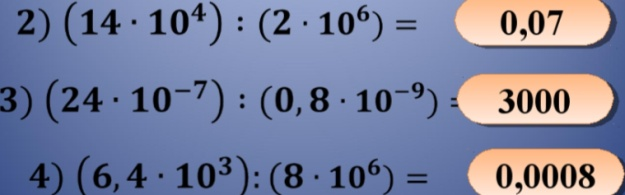 2) (14 · 10⁴) : (2 · 10⁶) = 0,07
3) (24 · 10⁻⁷) : (0,8 · 10⁻⁹) = 3000
4) (6,4 · 10³): (8 · 10⁶) = 0,0008